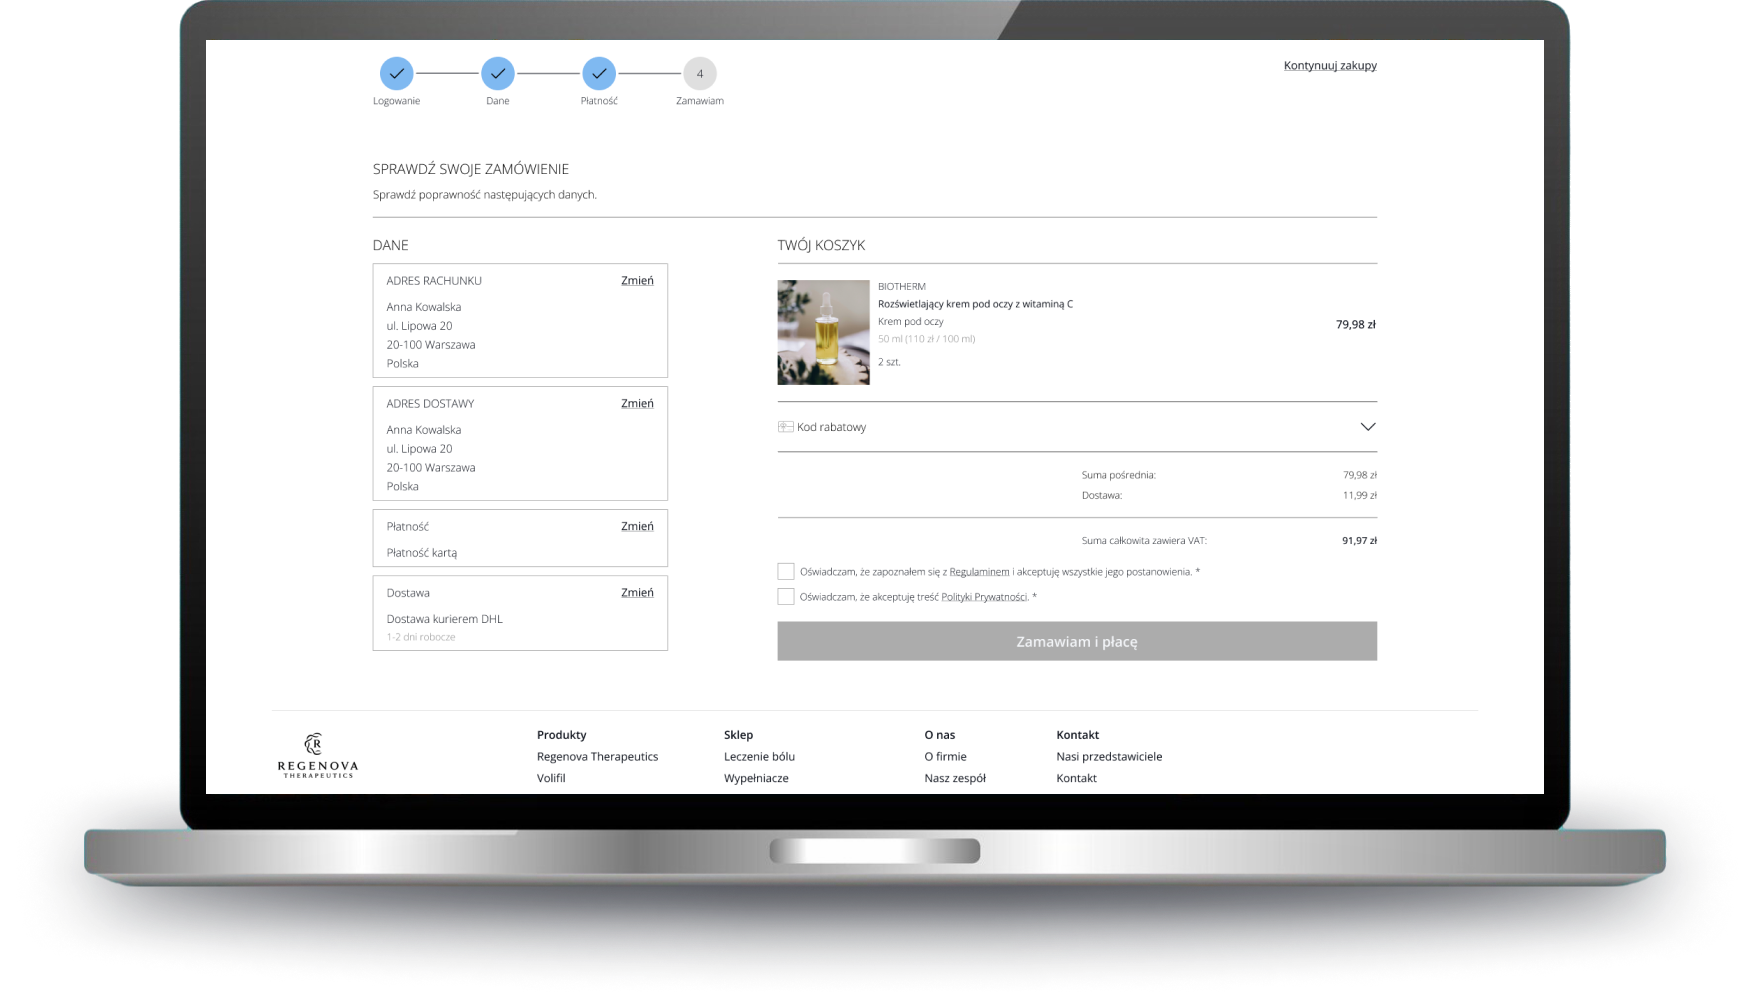 4
Logowanie
Dane
Płatność
Zamawiam
Kontynuuj zakupy
SPRAWDŹ SWOJE ZAMÓWIENIE
Sprawdź poprawność następujących danych.
DANE
ADRES RACHUNKU
Zmień
Anna Kowalska
ul. Lipowa 20
20-100 Warszawa
Polska
ADRES DOSTAWY
Zmień
Anna Kowalska
ul. Lipowa 20
20-100 Warszawa
Polska
Płatność
Zmień
Płatność kartą
Dostawa
Zmień
Dostawa kurierem DHL
1-2 dni robocze
TWÓJ KOSZYK
BIOTHERM
Rozświetlający krem pod oczy z witaminą C
Krem pod oczy
50 ml (110 zł / 100 ml)
2 szt.
79,98 zł
Kod rabatowy
Suma pośrednia:
79,98 zł
Dostawa:
11,99 zł
Suma całkowita zawiera VAT:
91,97 zł
Oświadczam, że zapoznałem się z Regulaminem i akceptuję wszystkie jego postanowienia. *
Oświadczam, że akceptuję treść Polityki Prywatności. *
Zamawiam i płacę
R
REGENOVA
THERAPEUTICS
Produkty
Regenova Therapeutics
Volifil
Sklep
Leczenie bólu
Wypełniacze
O nas
O firmie
Nasz zespół
Kontakt
Nasi przedstawiciele
Kontakt